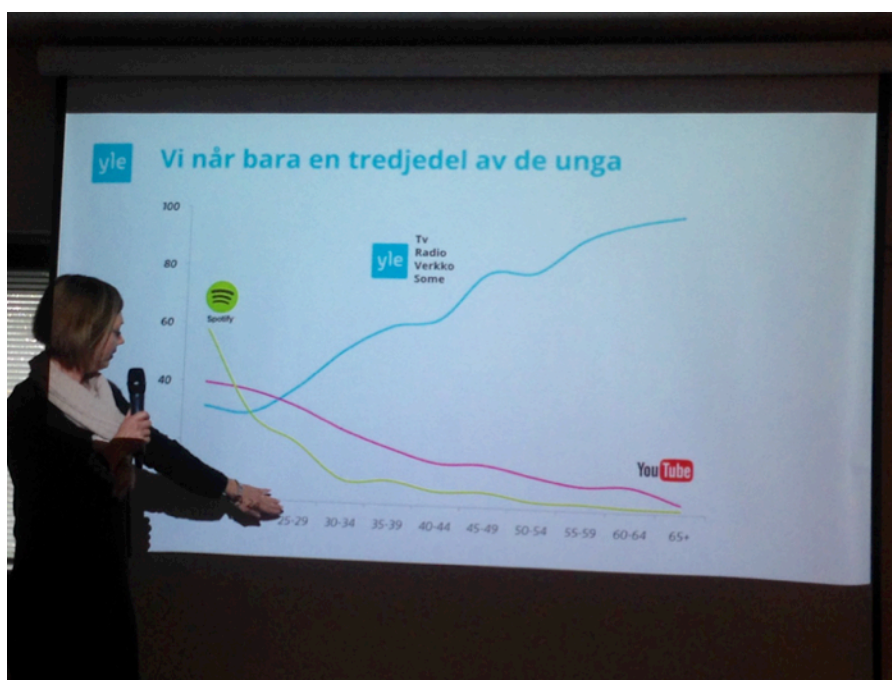 yle
Vi når bara en tredjedel av de unga
100
80
60
40
yle
Tv
Radio
Verkko
Some
Spotify
YouTube
25-29 30-34 35-39 40-44 45-49 50-54 55-59 60-64 65+